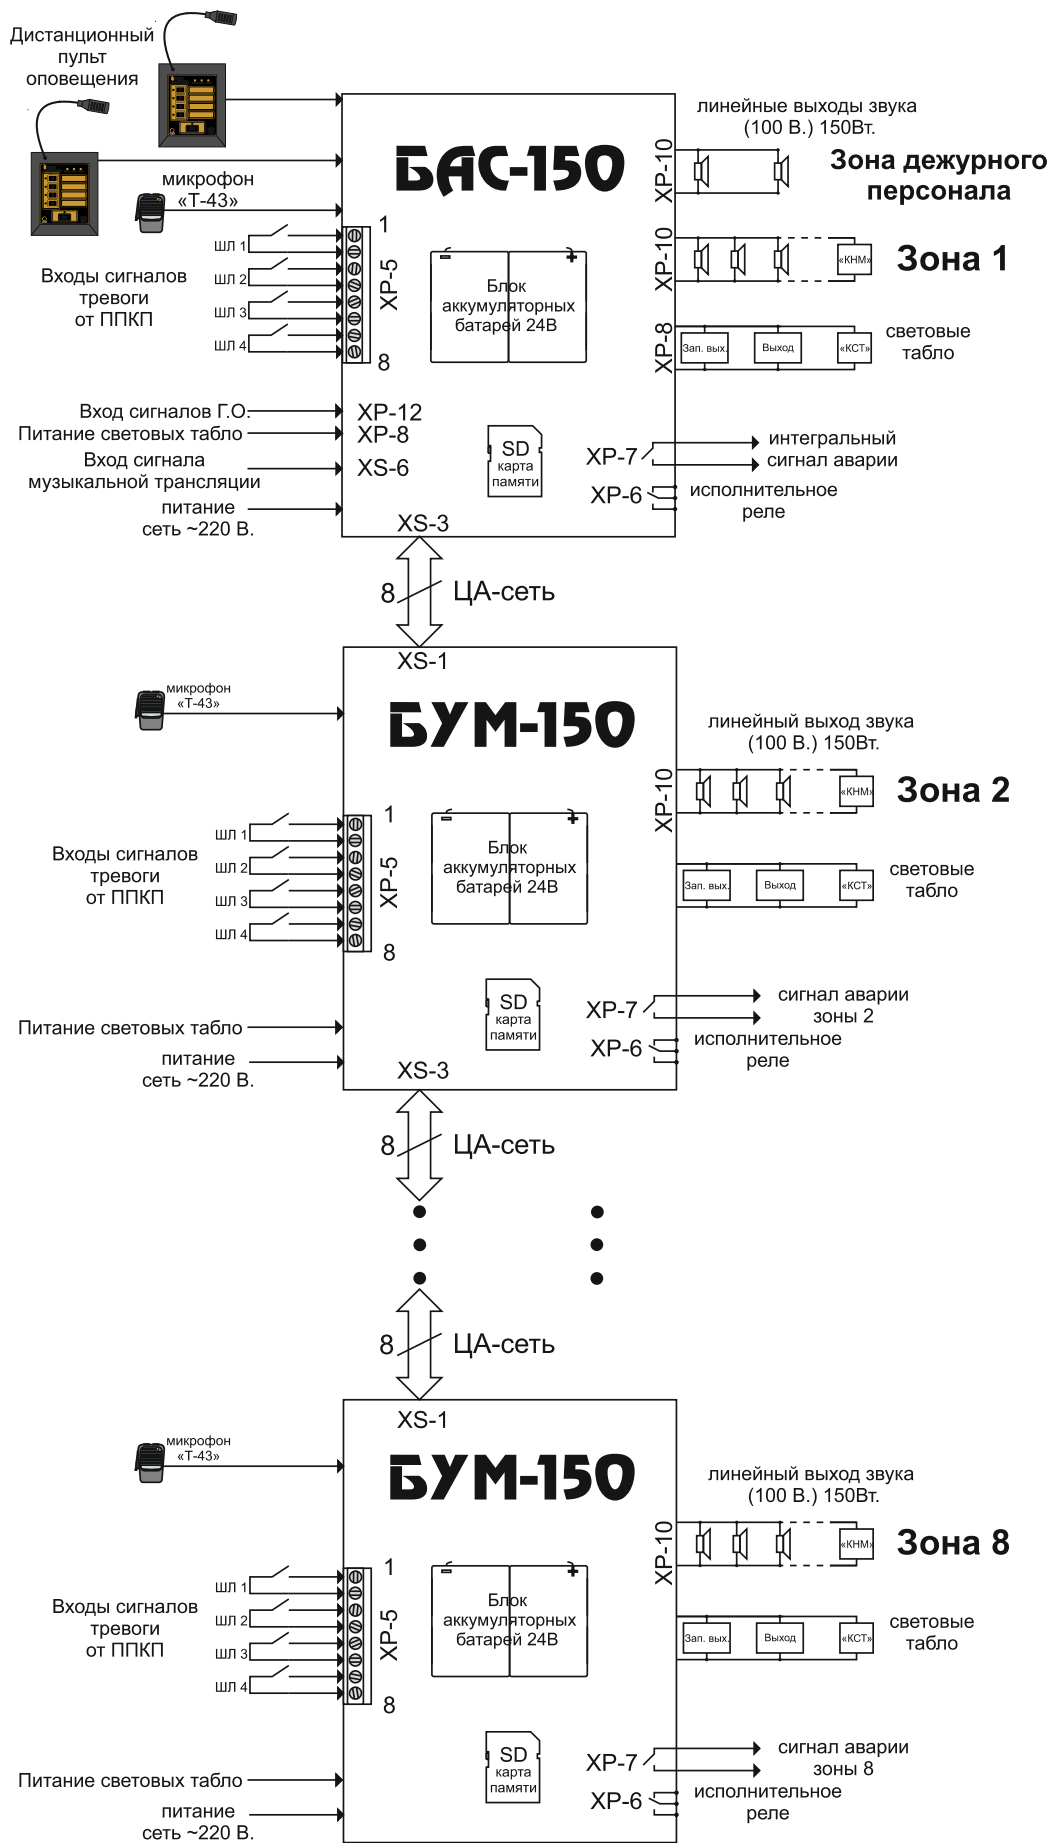 Дистанционный
пульт
оповещения
микрофон
«Т-43»
ШЛ 1
ШЛ 2
ШЛ 3
ШЛ 4
Входы сигналов
тревоги
от ППКП
1
XP-5
8
Вход сигналов Г.О.
Питание световых табло
Вход сигнала
музыкальной трансляции
питание
сеть ~220 В.
XP-12
XP-8
XS-6
XS-3
БАС-150
Блок
аккумуляторных
батарей 24В
SD
карта
памяти
XP-10
XP-10
XP-8
XP-7
XP-6
линейные выходы звука
(100 В.) 150Вт.
Зона дежурного
персонала
«КНМ»
Зона 1
Зап. вых.
Выход
«КСТ»
световые
табло
интегральный
сигнал аварии
исполнительное
реле
8
ЦА-сеть
XS-1
БУМ-150
микрофон
«Т-43»
ШЛ 1
ШЛ 2
ШЛ 3
ШЛ 4
Входы сигналов
тревоги
от ППКП
1
XP-5
8
Питание световых табло
питание
сеть ~220 В.
Блок
аккумуляторных
батарей 24В
SD
карта
памяти
XP-10
XP-7
XP-6
XS-3
линейный выход звука
(100 В.) 150Вт.
«КНМ»
Зона 2
Зап. вых.
Выход
«КСТ»
световые
табло
сигнал аварии
зоны 2
исполнительное
реле
8
ЦА-сеть
8
ЦА-сеть
XS-1
БУМ-150
микрофон
«Т-43»
ШЛ 1
ШЛ 2
ШЛ 3
ШЛ 4
Входы сигналов
тревоги
от ППКП
1
XP-5
8
Питание световых табло
питание
сеть ~220 В.
Блок
аккумуляторных
батарей 24В
SD
карта
памяти
XP-10
XP-7
XP-6
линейный выход звука
(100 В.) 150Вт.
«КНМ»
Зона 8
Зап. вых.
Выход
«КСТ»
световые
табло
сигнал аварии
зоны 8
исполнительное
реле